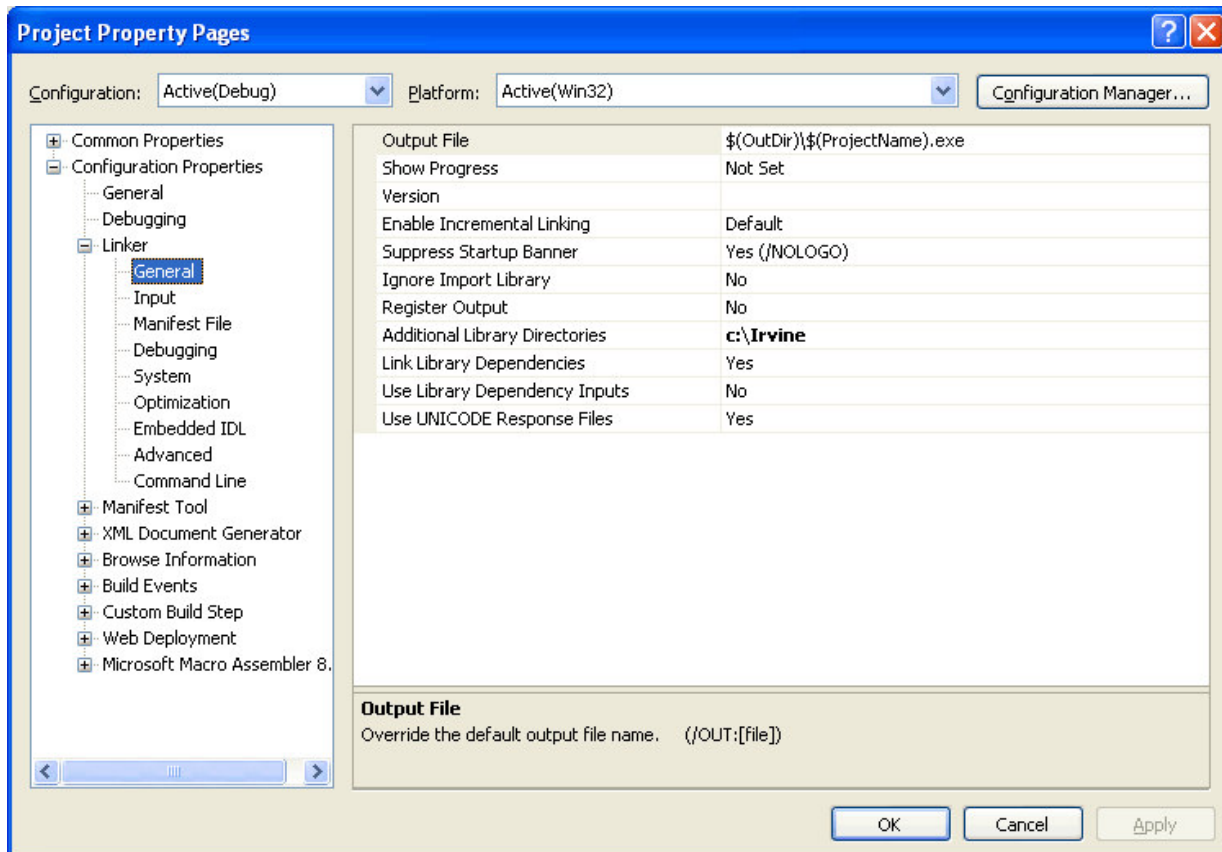 Project Property Pages
Configuration: Active(Debug) Platform: Active(Win32) Configuration Manager...
Common Properties
Configuration Properties
General
Debugging
Linker
General
Input
Manifest File
Debugging
System
Optimization
Embedded IDL
Advanced
Command Line
Manifest Tool
XML Document Generator
Browse Information
Build Events
Custom Build Step
Web Deployment
Microsoft Macro Assembler 8.
Output File $(OutDir)\$(ProjectName).exe
Show Progress Not Set
Version
Enable Incremental Linking Default
Suppress Startup Banner Yes (/NOLOGO)
Ignore Import Library No
Register Output No
Additional Library Directories c:\Irvine
Link Library Dependencies Yes
Use Library Dependency Inputs No
Use UNICODE Response Files Yes
Output File
Override the default output file name. (/OUT:[file])
OK Cancel Apply